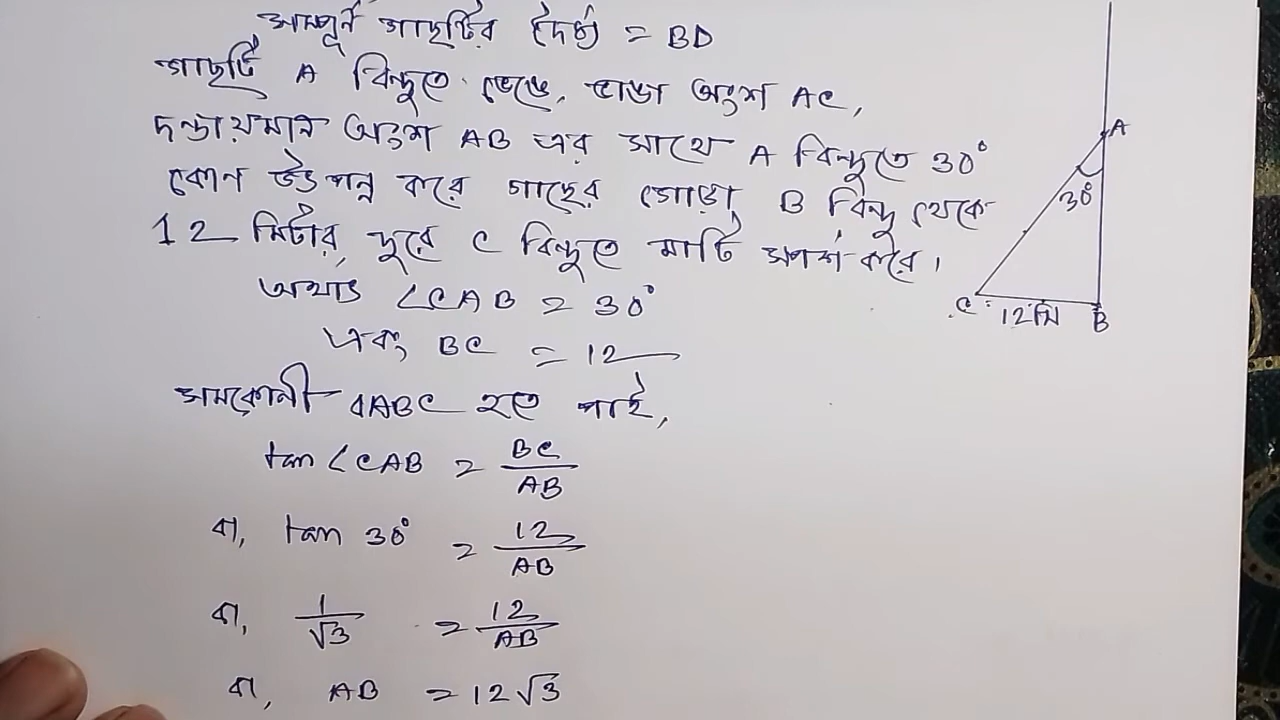 সম্পূর্ন গাছটির দৈর্ঘ্য = BD
গাছটি A বিন্দুতে ভেঙে, ভাঙা অংশ AC,
দন্ডায়মান অংশ AB এর সাথে A বিন্দুতে 30°
কোন উৎপন্ন করে গাছের গোড়া B বিন্দু থেকে
12 মিটার দুরে C বিন্দুতে মাটি স্পর্শ করে।
অর্থাৎ ∠CAB = 30°
এবং BC = 12
সমকোনী ΔABC হতে পাই,
tan ∠CAB = BC/AB
বা, tan 30° = 12/AB
বা, 1/√3 = 12/AB
বা, AB = 12√3
A
30°
C
12 মি
B